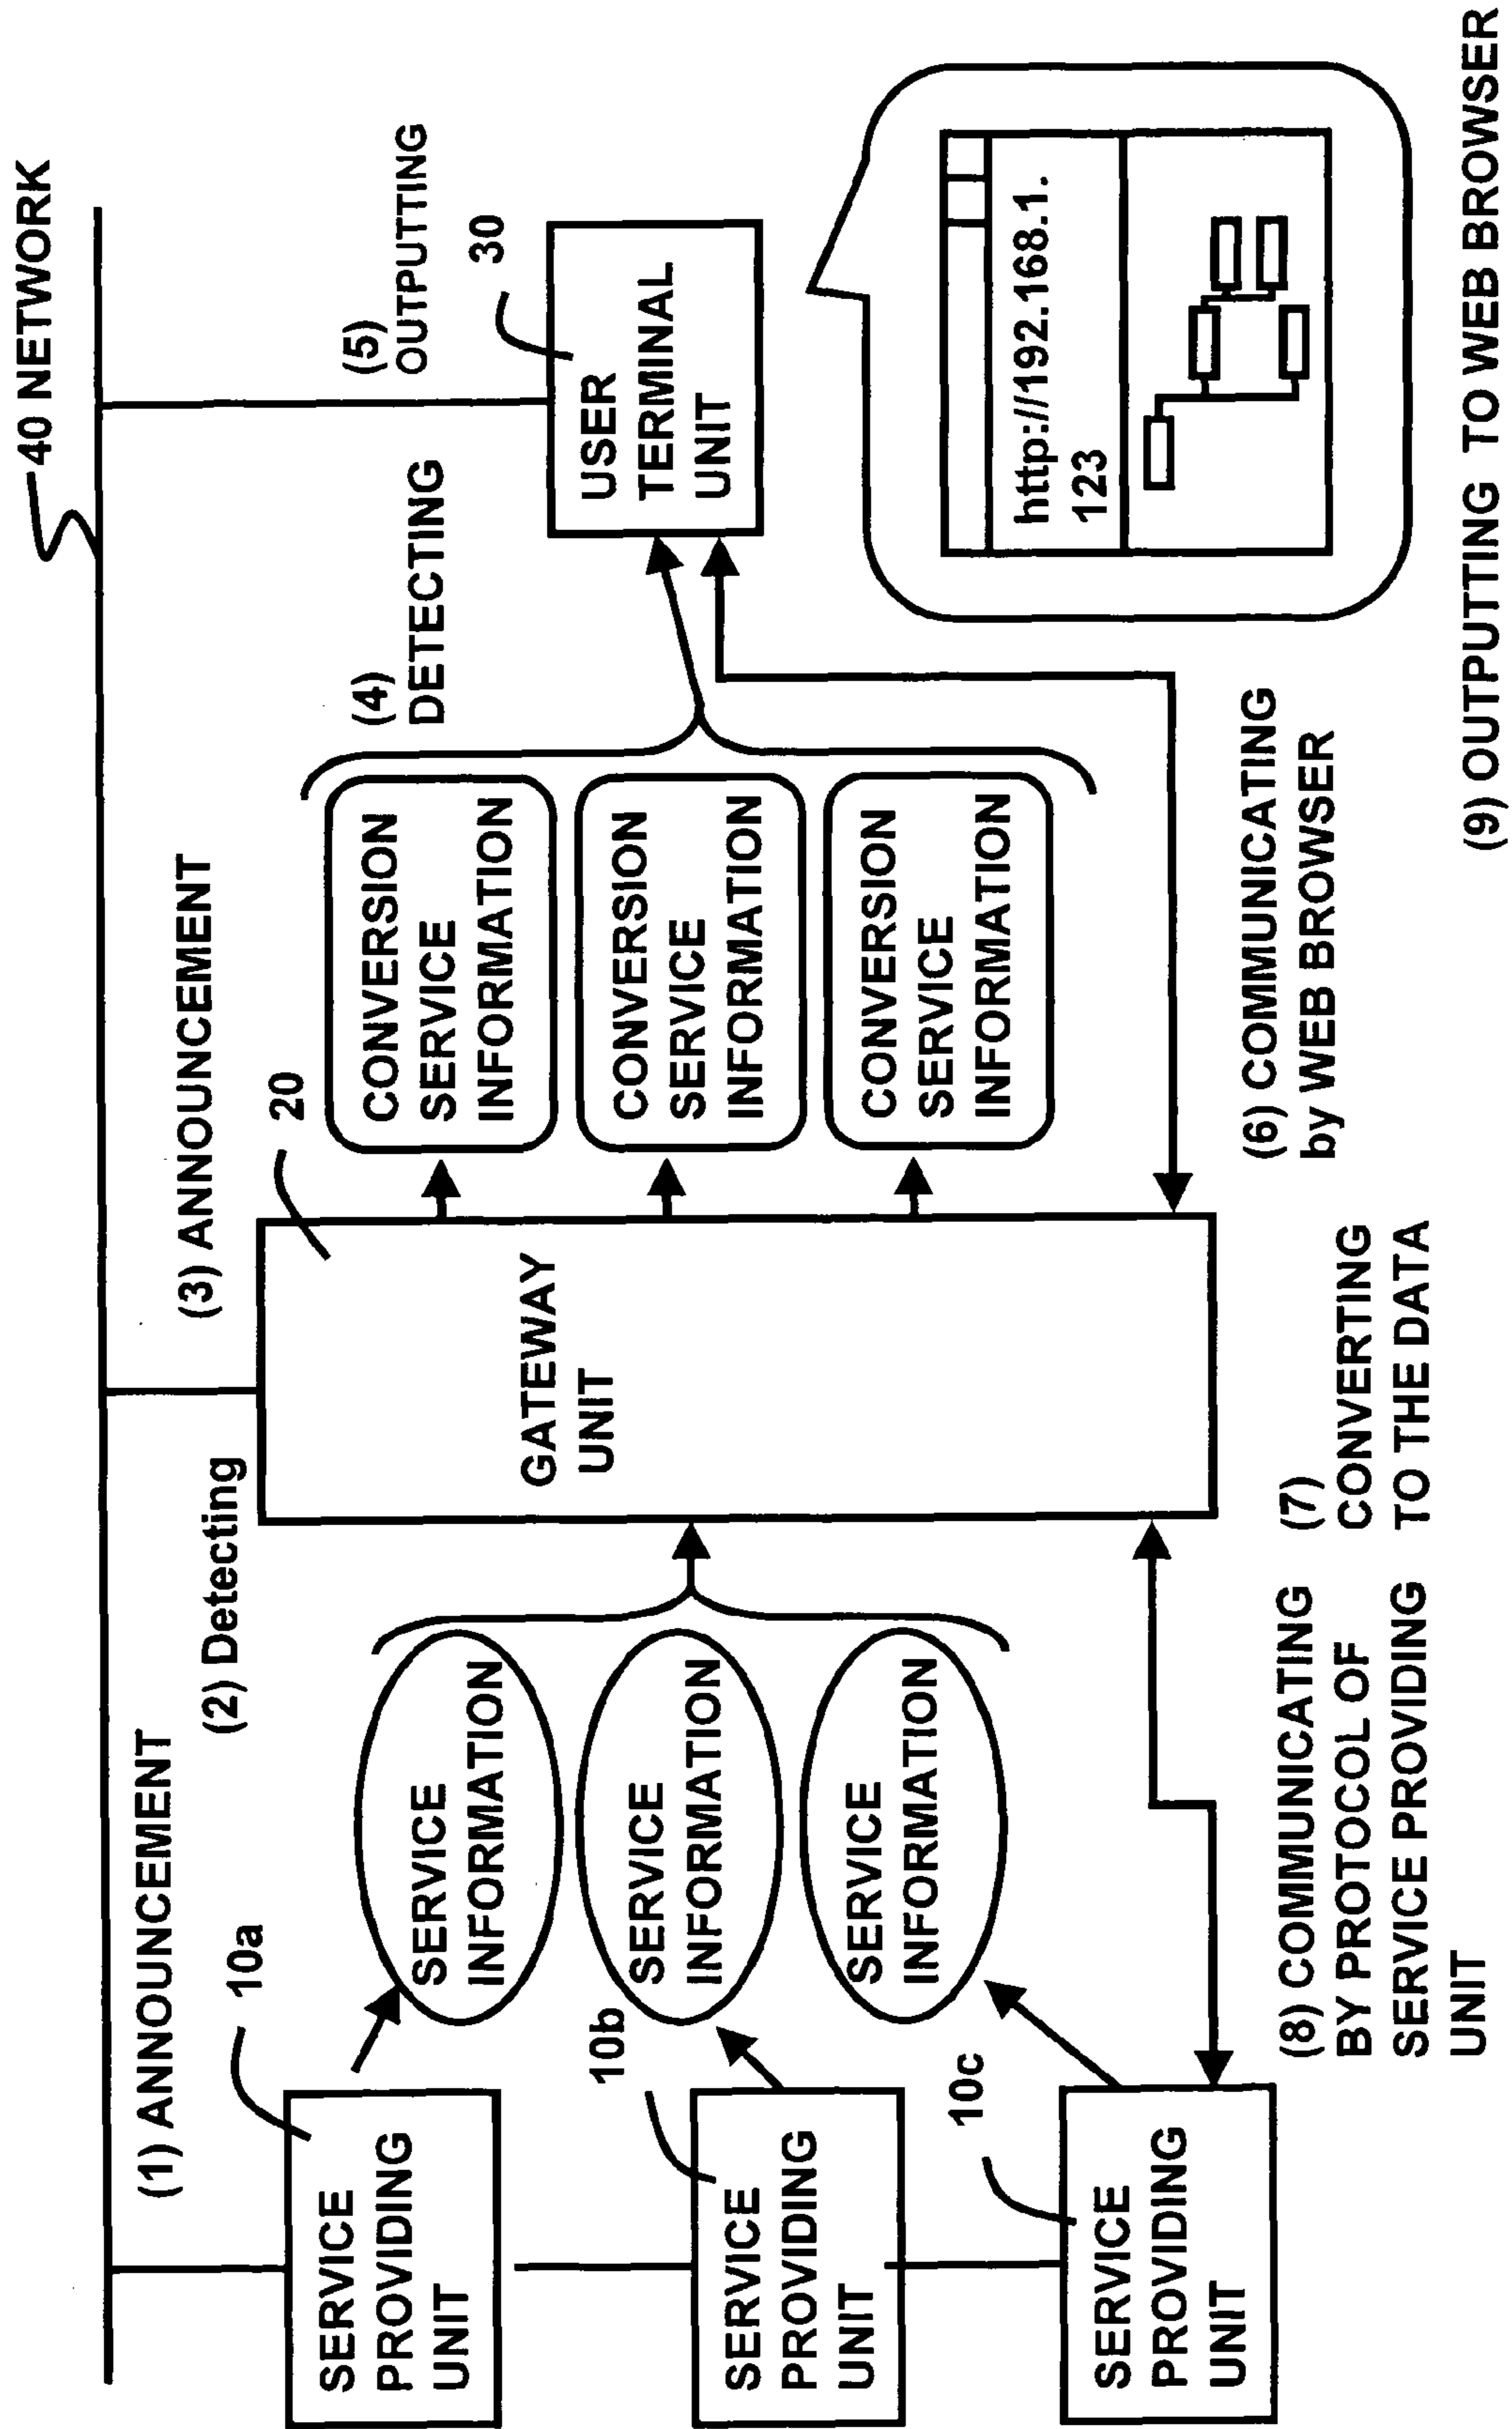 40 NETWORK
(1) ANNOUNCEMENT
(2) Detecting
(3) ANNOUNCEMENT
(4)
DETECTING
(5)
OUTPUTTING
10a
SERVICE
PROVIDING
UNIT
10b
SERVICE
PROVIDING
UNIT
10c
SERVICE
PROVIDING
UNIT
SERVICE
INFORMATION
SERVICE
INFORMATION
SERVICE
INFORMATION
20
GATEWAY
UNIT
CONVERSION
SERVICE
INFORMATION
CONVERSION
SERVICE
INFORMATION
CONVERSION
SERVICE
INFORMATION
30
USER
TERMINAL
UNIT
http://192.168.1.
123
(8) COMMUNICATING
BY PROTOCOL OF
SERVICE PROVIDING
UNIT
(7)
CONVERTING
TO THE DATA
(6) COMMUNICATING
by WEB BROWSER
(9) OUTPUTTING TO WEB BROWSER